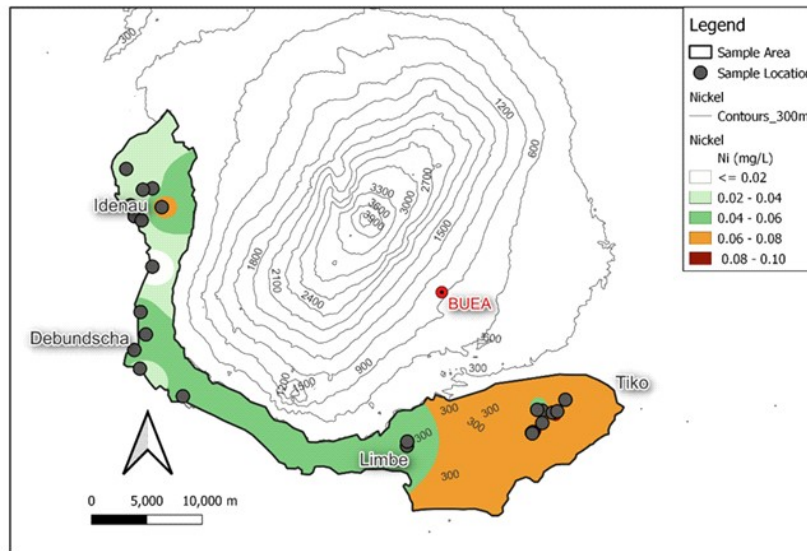 Legend
Sample Area
Sample Location
Nickel
Contours_300m
Nickel
Ni (mg/L)
<= 0.02
0.02 - 0.04
0.04 - 0.06
0.06 - 0.08
0.08 - 0.10
300
1200
600
2700
3300
3600
3000
3900
1500
Idenau
1800
2100
2400
BUEA
Debundscha
900
600
300
1200
1500
Tiko
300
300
300
300
Limbe
300
0 5,000 10,000 m